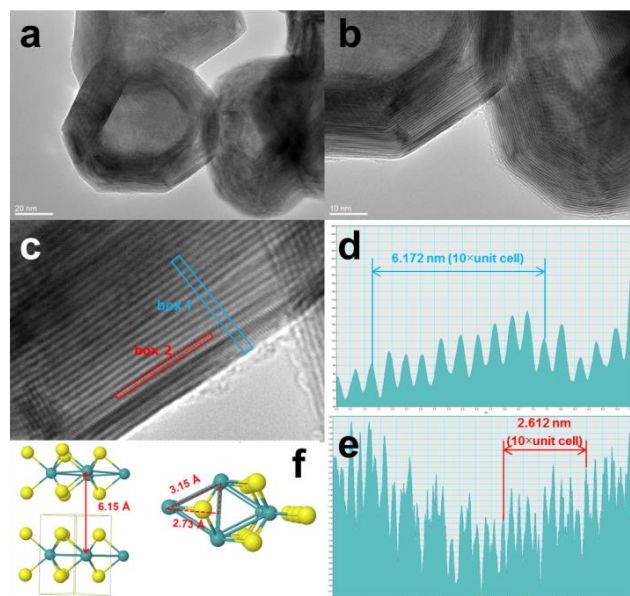 a
20 nm
b
10 nm
c
box 1
box 2
d
6.172 nm (10×unit cell)
e
2.612 nm
(10×unit cell)
f
6.15 Å
3.15 Å
2.73 Å